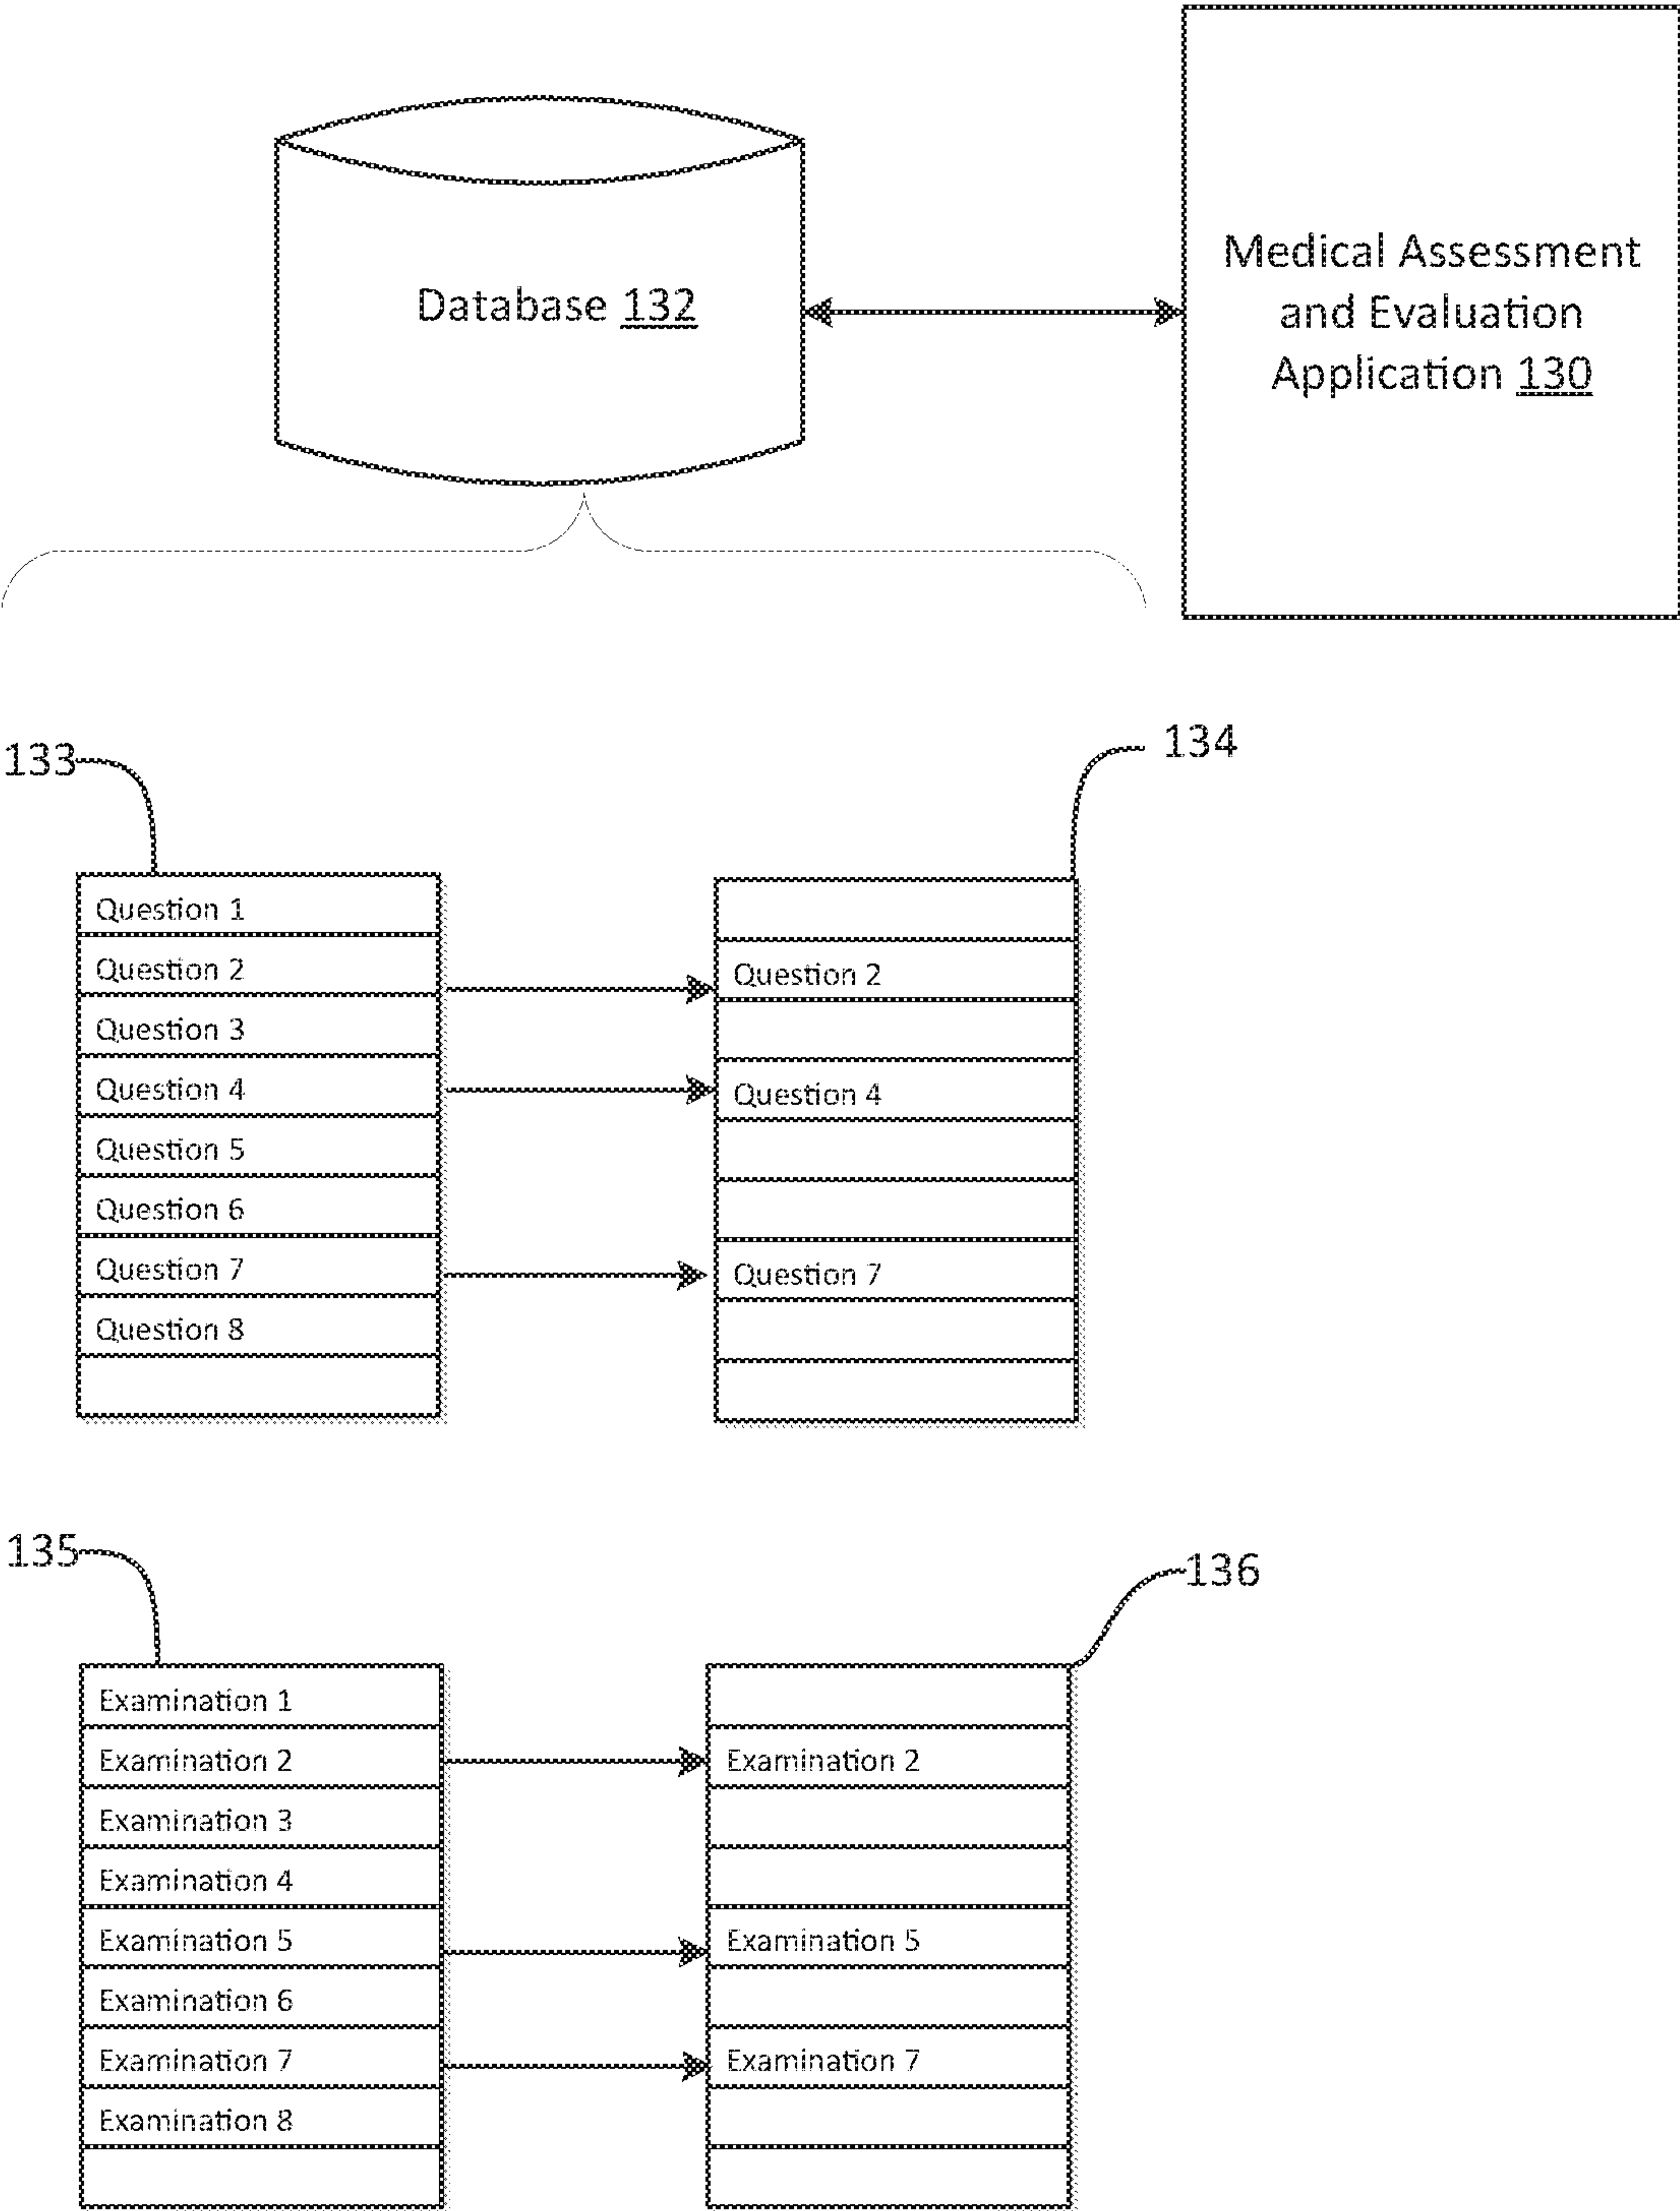 Database 132
Medical Assessment
and Evaluation
Application 130
133
134
Question 1
Question 2
Question 3
Question 4
Question 5
Question 6
Question 7
Question 8
Question 2
Question 4
Question 7
135
136
Examination 1
Examination 2
Examination 3
Examination 4
Examination 5
Examination 6
Examination 7
Examination 8
Examination 2
Examination 5
Examination 7